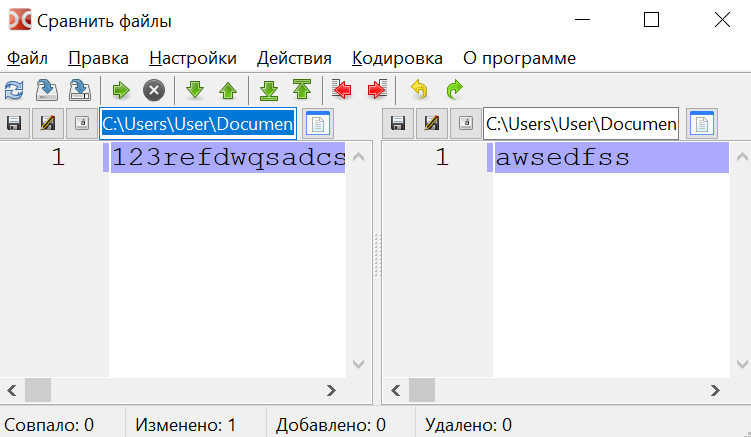 Сравнить файлы
Файл Правка Настройки Действия Кодировка О программе
C:\Users\User\Documen C:\Users\User\Documen
1 123refdwqsadcs 1 awsedfss
Совпало: 0 Изменено: 1 Добавлено: 0 Удалено: 0